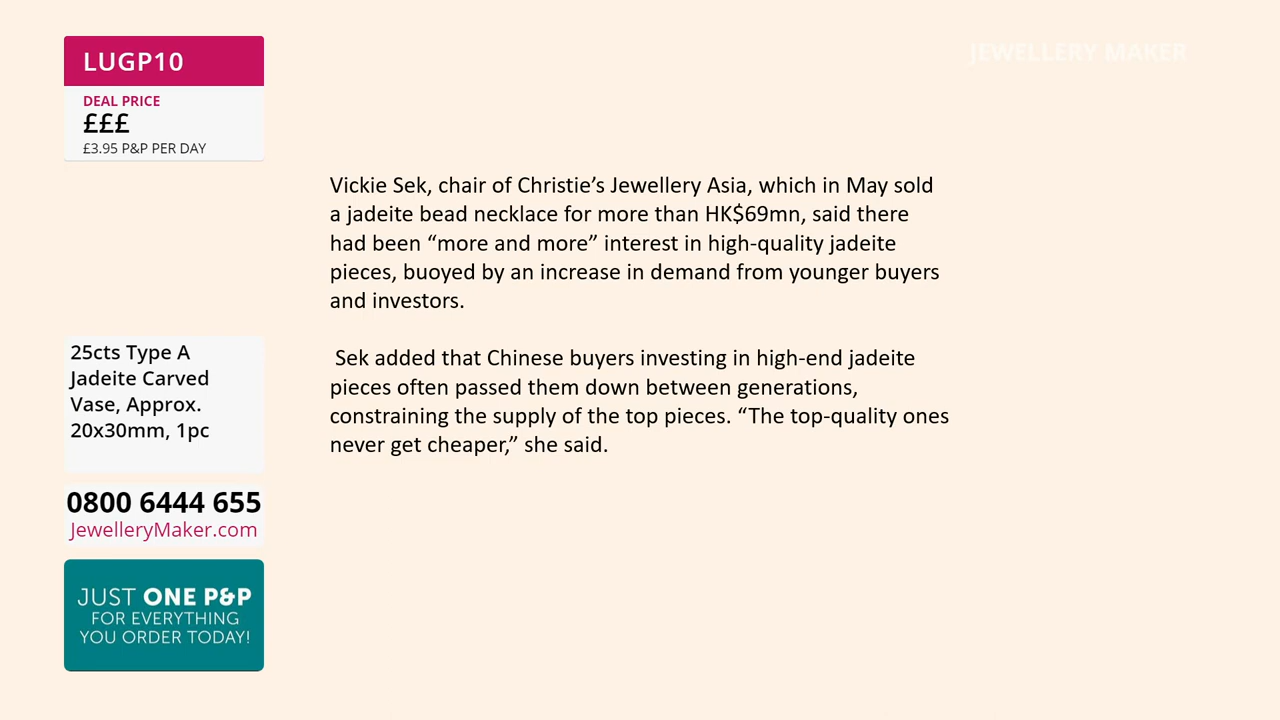 LUGP10
DEAL PRICE
£££
£3.95 P&P PER DAY
JEWELLERY MAKER
Vickie Sek, chair of Christie’s Jewellery Asia, which in May sold
a jadeite bead necklace for more than HK$69mn, said there
had been “more and more” interest in high-quality jadeite
pieces, buoyed by an increase in demand from younger buyers
and investors.
Sek added that Chinese buyers investing in high-end jadeite
pieces often passed them down between generations,
constraining the supply of the top pieces. “The top-quality ones
never get cheaper,” she said.
25cts Type A
Jadeite Carved
Vase, Approx.
20x30mm, 1pc
0800 6444 655
JewelleryMaker.com
JUST ONE P&P
FOR EVERYTHING
YOU ORDER TODAY!